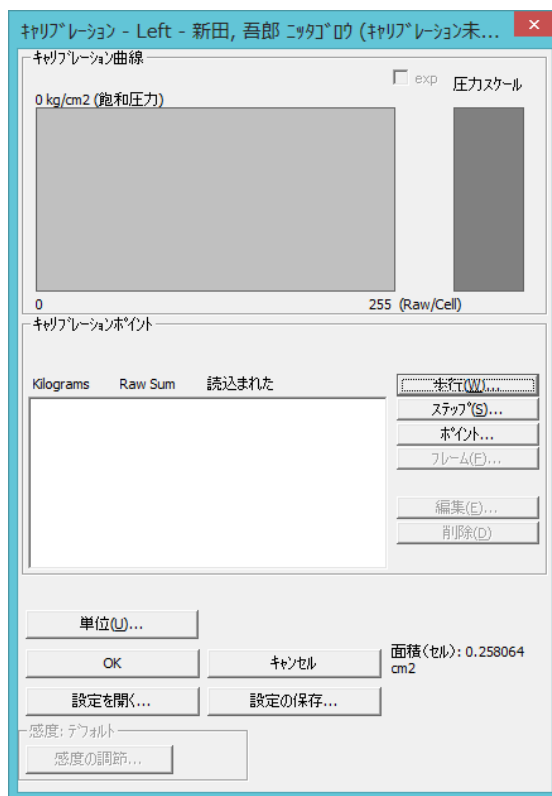 ｷｬﾘﾌﾞﾚｰｼｮﾝ - Left - 新田, 吾郎 ﾆｯﾀｺﾞﾛｳ (ｷｬﾘﾌﾞﾚｰｼｮﾝ未...
ｷｬﾘﾌﾞﾚｰｼｮﾝ曲線
exp
圧力ｽｹｰﾙ
0 kg/cm2 (飽和圧力)
0
255 (Raw/Cell)
ｷｬﾘﾌﾞﾚｰｼｮﾝﾎﾟｲﾝﾄ
Kilograms Raw Sum 読込まれた
歩行(W)...
ｽﾃｯﾌﾟ(S)...
ﾎﾟｲﾝﾄ...
ﾌﾚｰﾑ(F)...
編集(E)...
削除(D)
単位(U)...
OK
ｷｬﾝｾﾙ
面積(ｾﾙ): 0.258064
cm2
設定を開く...
設定の保存...
感度: ﾃﾞﾌｫﾙﾄ
感度の調節...